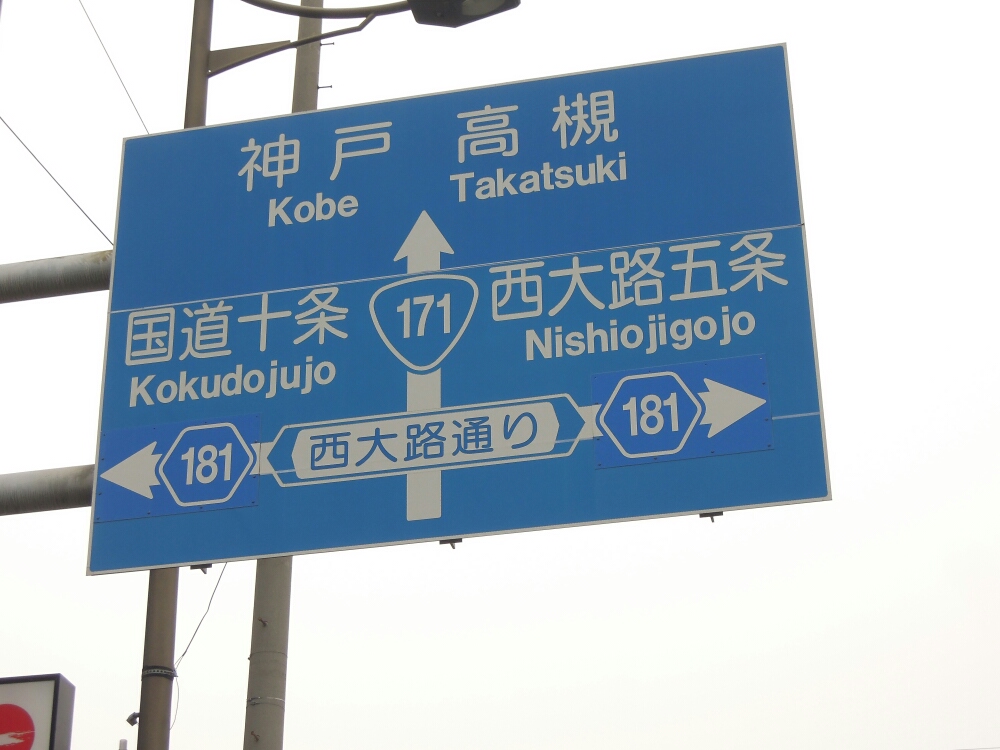 神戸 高槻
Kobe Takatsuki
国道十条
Kokudojujo
171
西大路五条
Nishiojigojo
181
西大路通り
181